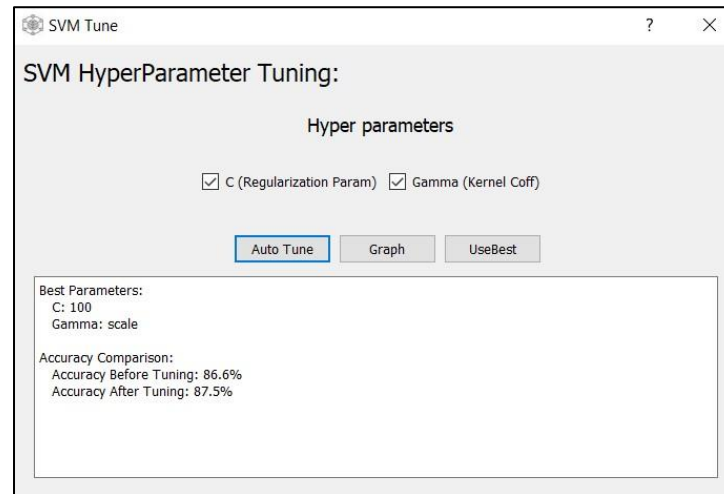 SVM Tune
SVM HyperParameter Tuning:
Hyper parameters
C (Regularization Param) Gamma (Kernel Coff)
Auto Tune Graph UseBest
Best Parameters:
C: 100
Gamma: scale
Accuracy Comparison:
Accuracy Before Tuning: 86.6%
Accuracy After Tuning: 87.5%